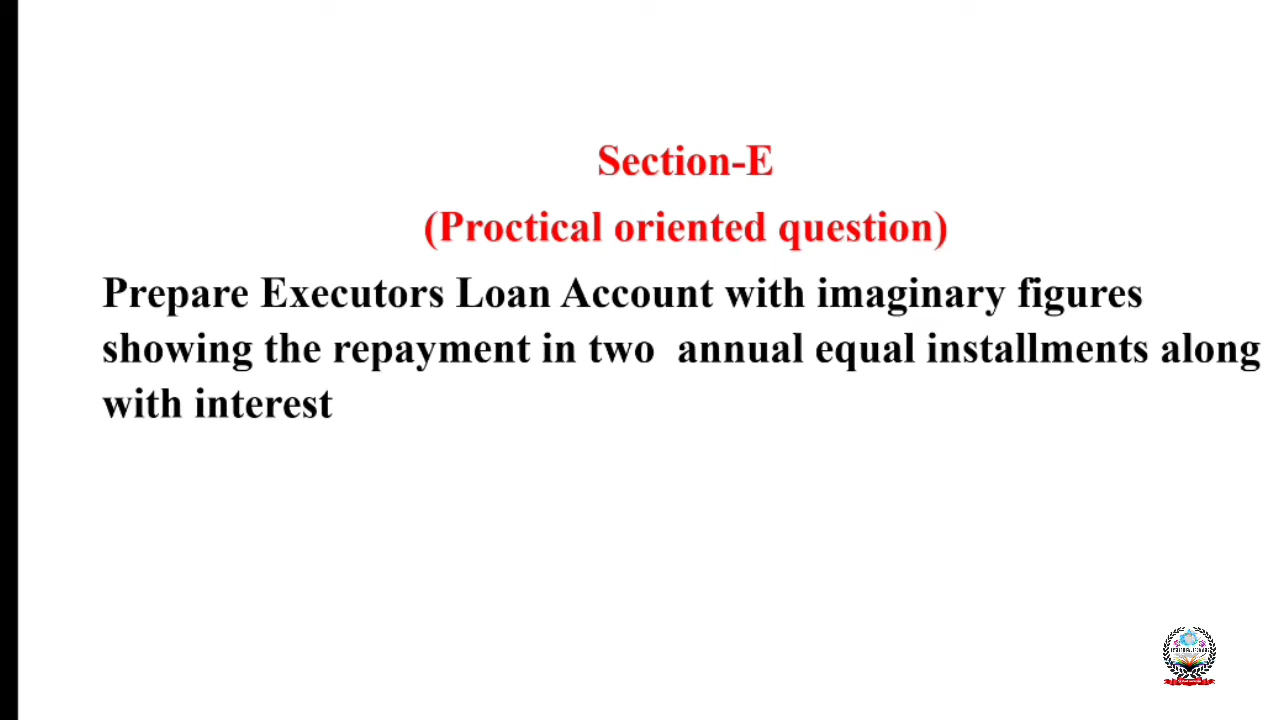 Section-E
(Proctical oriented question)
Prepare Executors Loan Account with imaginary figures
showing the repayment in two annual equal installments along
with interest